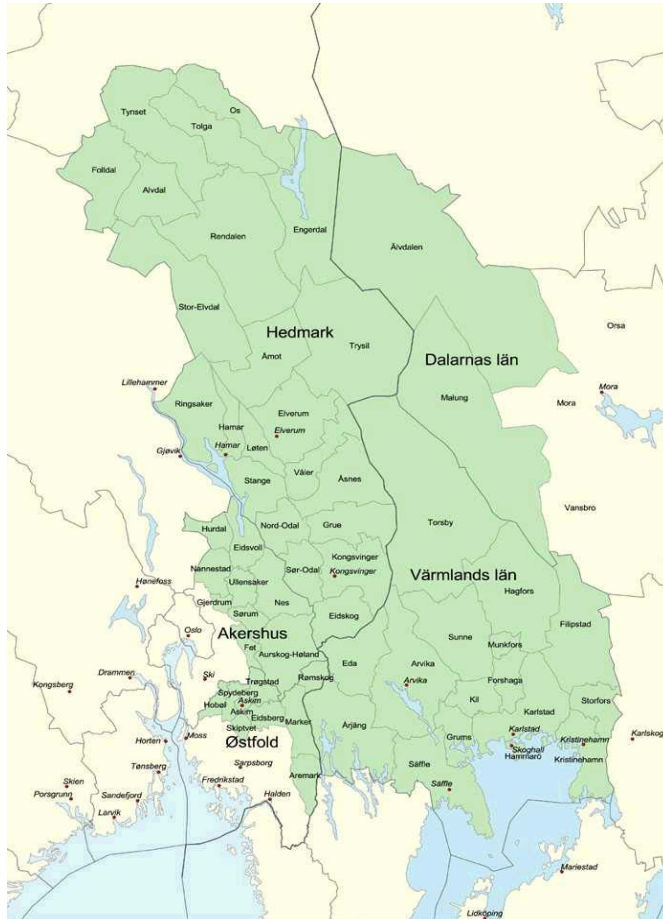 Os
Tynset
Tolga
Folldal
Alvdal
Rendalen
Engerdal
Älvdalen
Stor-Elvdal
Orsa
Hedmark
Trysil
Åmot
Dalarnas län
Lillehammer
Mora
Malung
Mora
Ringsaker
Elverum
Hamar
Elverum
Løten
Hamar
Gjøvik
Våler
Åsnes
Stange
Vansbro
Torsby
Hurdal
Nord-Odal
Grue
Eidsvoll
Kongsvinger
Nannestad
Sør-Odal
Kongsvinger
Värmlands län
Ullensaker
Hønefoss
Hagfors
Gjerdrum
Nes
Sørum
Eidskog
Filipstad
Oslo
Akershus
Sunne
Munkfors
Fet
Aurskog-Høland
Eda
Arvika
Ski
Drammen
Trøgstad
Rømskog
Forshaga
Arvika
Kongsberg
Spydeberg
Kil
Storfors
Hobøl
Askim
Askim
Karlstad
Eidsberg
Marker
Årjäng
Skiptvet
Karlstad
Grums
Kristinehamn
Karlskog
Horten
Moss
Østfold
Skoghall
Hammarö
Kristinehamn
Tønsberg
Sarpsborg
Säffle
Aremark
Skien
Fredrikstad
Säffle
Porsgrunn
Sandefjord
Halden
Larvik
Mariestad
Lidköping